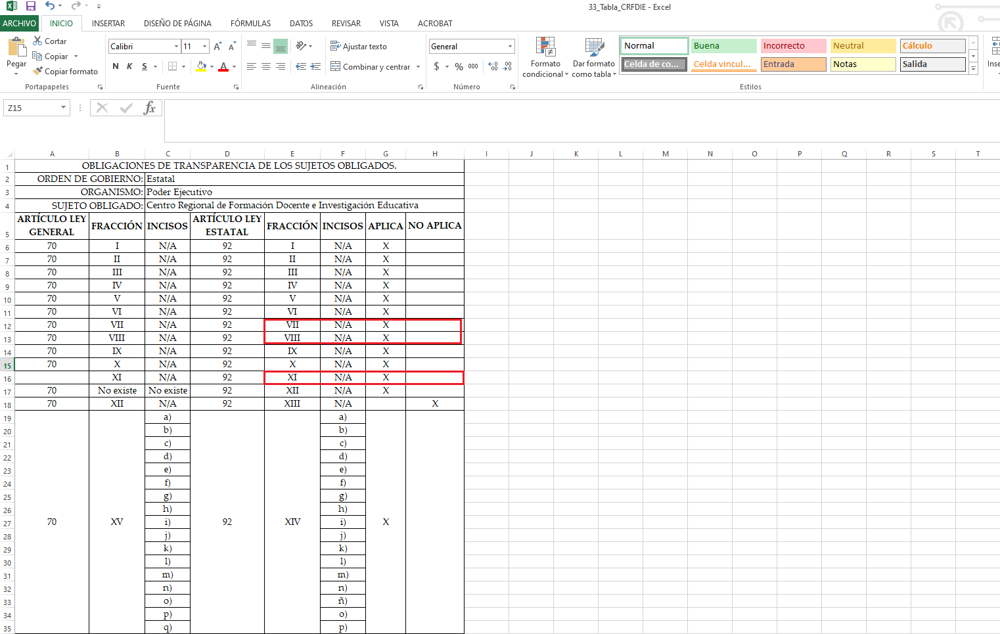 33_Tabla_CRFDIE - Excel
ARCHIVO INICIO INSERTAR DISEÑO DE PÁGINA FÓRMULAS DATOS REVISAR VISTA ACROBAT
Pegar
Cortar
Copiar
Copiar formato
Portapapeles
Calibri 11
N K S
Fuente
Ajustar texto
Combinar y centrar
Alineación
General
$ % 000
Número
Formato condicional
Dar formato como tabla
Normal Buena Incorrecto Neutral Cálculo
Celda de co... Celda vincul... Entrada Notas Salida
Estilos
Inse
Z15
fx
A B C D E F G H I J K L M N O P Q R S T
1 OBLIGACIONES DE TRANSPARENCIA DE LOS SUJETOS OBLIGADOS.
2 ORDEN DE GOBIERNO: Estatal
3 ORGANISMO: Poder Ejecutivo
4 SUJETO OBLIGADO: Centro Regional de Formación Docente e Investigación Educativa
5 ARTÍCULO LEY GENERAL FRACCIÓN INCISOS ARTÍCULO LEY ESTATAL FRACCIÓN INCISOS APLICA NO APLICA
6 70 I N/A 92 I N/A X
7 70 II N/A 92 II N/A X
8 70 III N/A 92 III N/A X
9 70 IV N/A 92 IV N/A X
10 70 V N/A 92 V N/A X
11 70 VI N/A 92 VI N/A X
12 70 VII N/A 92 VII N/A X
13 70 VIII N/A 92 VIII N/A X
14 70 IX N/A 92 IX N/A X
15 70 X N/A 92 X N/A X
16 XI N/A 92 XI N/A X
17 70 No existe No existe 92 XII N/A X
18 70 XII N/A 92 XIII N/A X
19 a) a)
20 b) b)
21 c) c)
22 d) d)
23 e) e)
24 f) f)
25 g) g)
26 h) h)
27 70 XV i) 92 XIV i) X
28 j) j)
29 k) k)
30 l) l)
31 m) m)
32 n) n)
33 o) ñ)
34 p) o)
35 q) p)